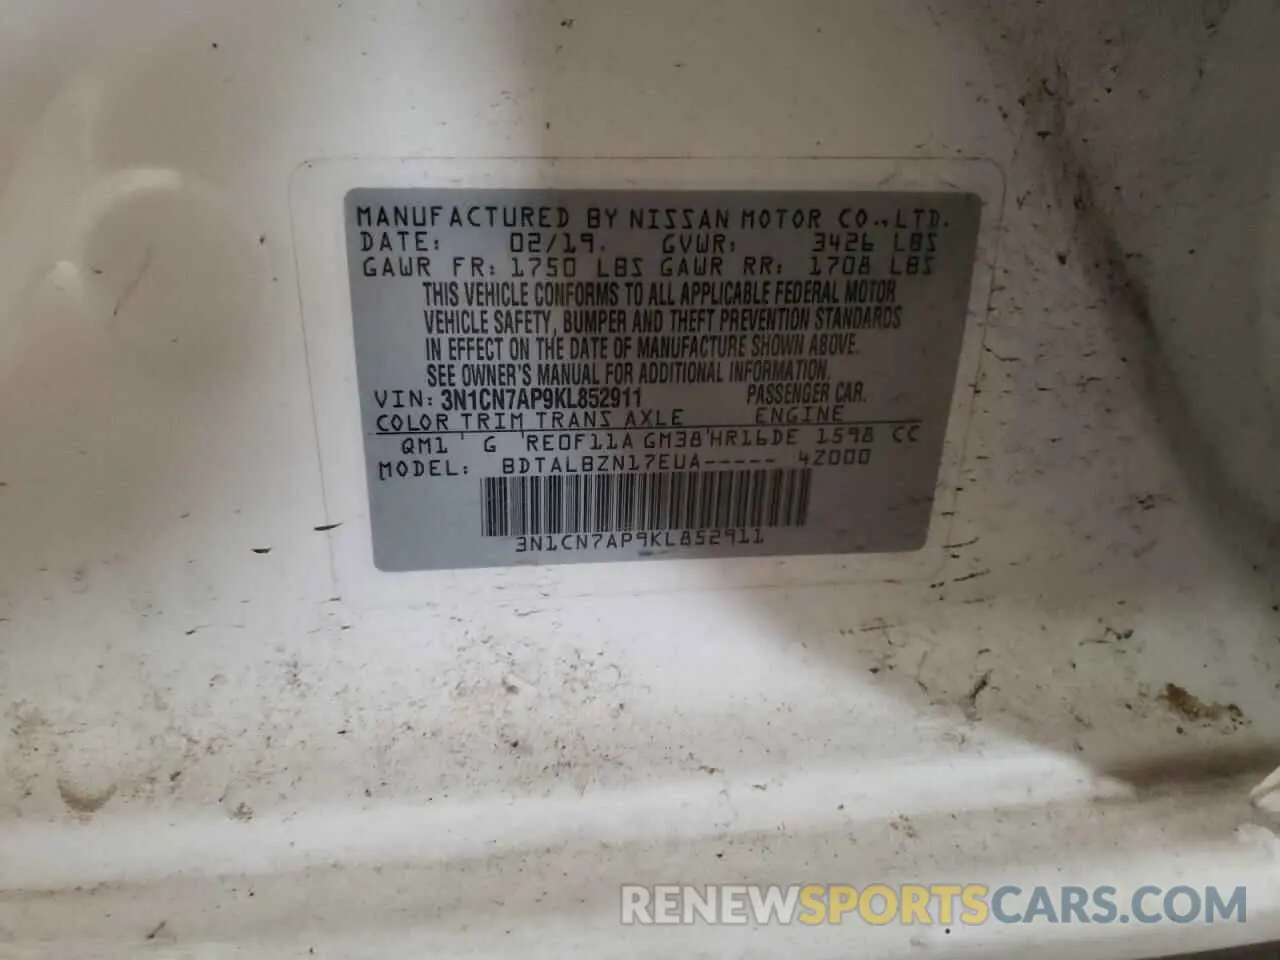 MANUFACTURED BY NISSAN MOTOR CO.,LTD.
DATE: 02/19. GVWR: 3426 LBS
GAWR FR: 1750 LBS GAWR RR: 1708 LBS
THIS VEHICLE CONFORMS TO ALL APPLICABLE FEDERAL MOTOR
VEHICLE SAFETY, BUMPER AND THEFT PREVENTION STANDARDS
IN EFFECT ON THE DATE OF MANUFACTURE SHOWN ABOVE.
SEE OWNER'S MANUAL FOR ADDITIONAL INFORMATION.
VIN: 3N1CN7AP9KL852911 PASSENGER CAR.
COLOR TRIM TRANS AXLE ENGINE
QM1 G RE0F11A GM38 HR16DE 1598 CC
MODEL: BDTALBZN17EUA----- 4Z000
3N1CN7AP9KL852911
RENEWSPORTSCARS.COM